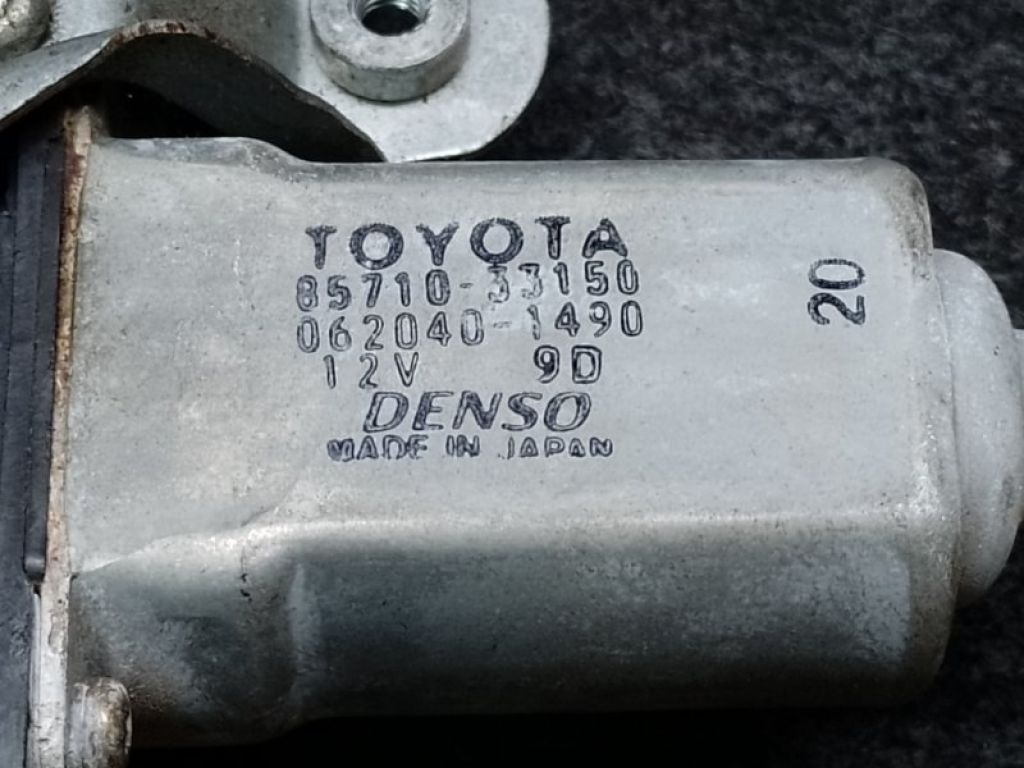 TOYOTA
85710-33150
062040-1490
12V 9D
DENSO
MADE IN JAPAN
20